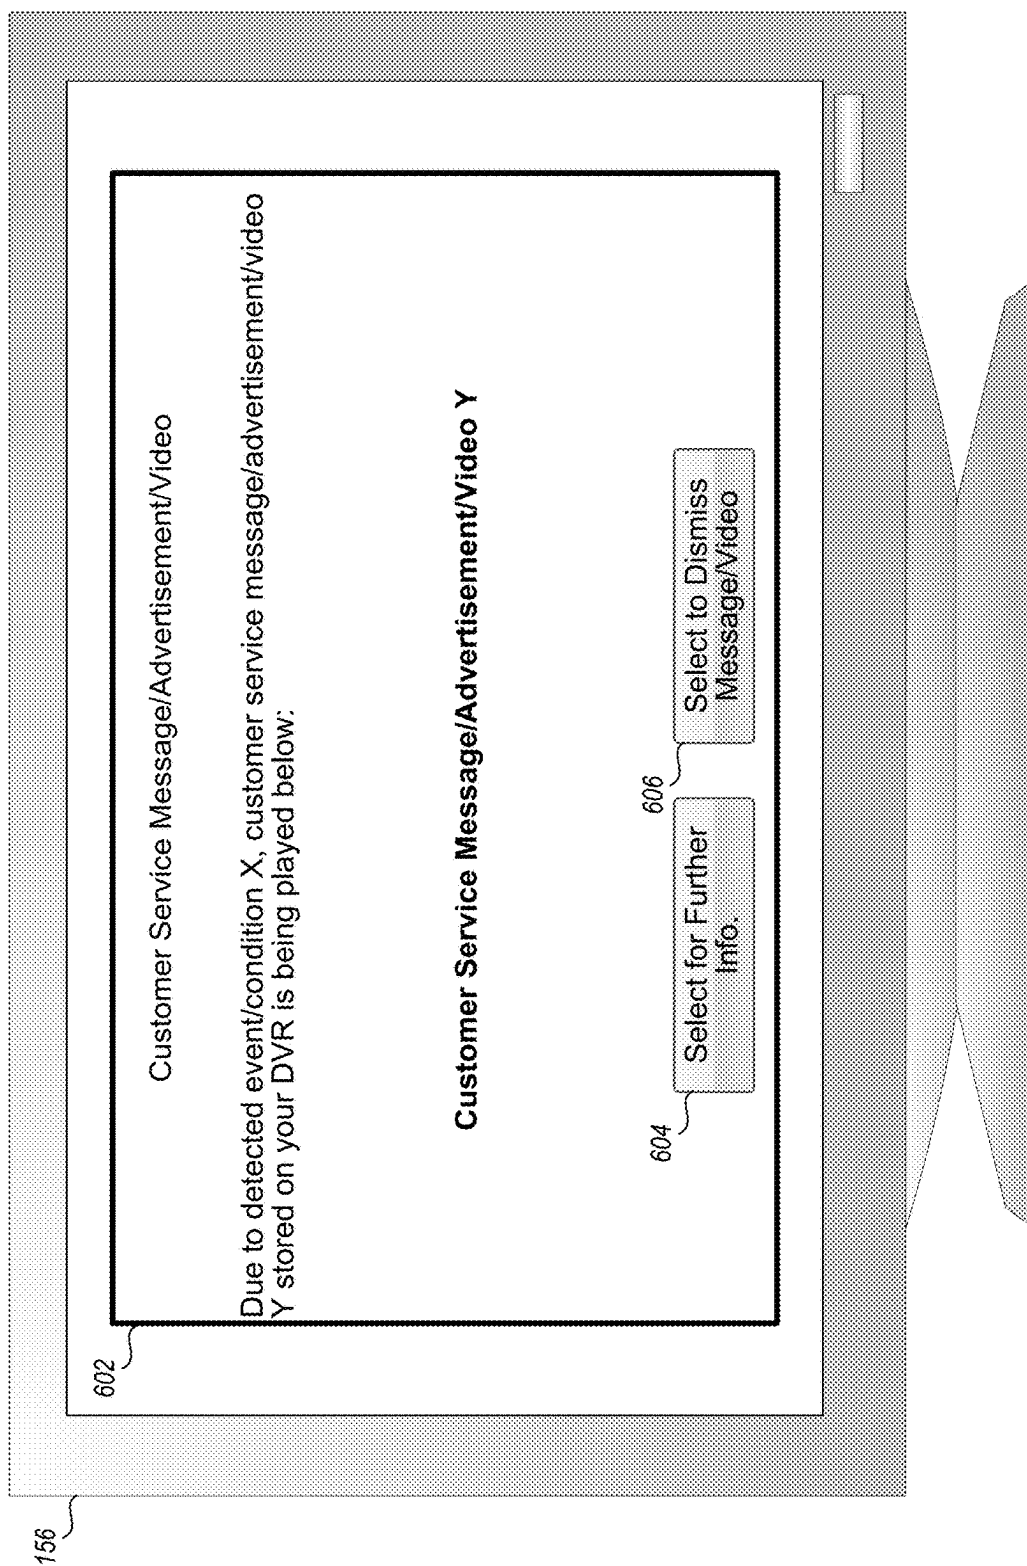 156
602
Customer Service Message/Advertisement/Video
Due to detected event/condition X, customer service message/advertisement/video
Y stored on your DVR is being played below:
Customer Service Message/Advertisement/Video Y
604
Select for Further
Info.
606
Select to Dismiss
Message/Video